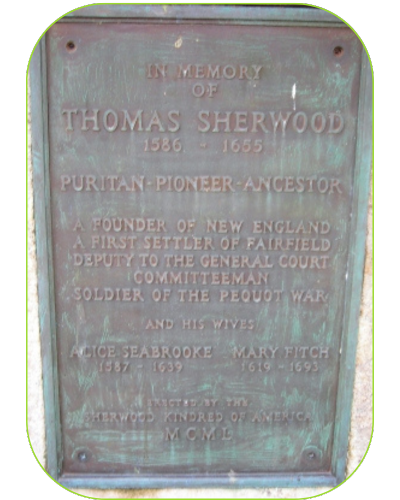 IN MEMORY
OF
THOMAS SHERWOOD
1586 - 1655
PURITAN-PIONEER-ANCESTOR
A FOUNDER OF NEW ENGLAND
A FIRST SETTLER OF FAIRFIELD
DEPUTY TO THE GENERAL COURT
COMMITTEEMAN
SOLDIER OF THE PEQUOT WAR
AND HIS WIVES
ALICE SEABROOKE - MARY FITCH
1587 - 1639 1619 - 1693
ERECTED BY THE
SHERWOOD KINDRED OF AMERICA
MCML